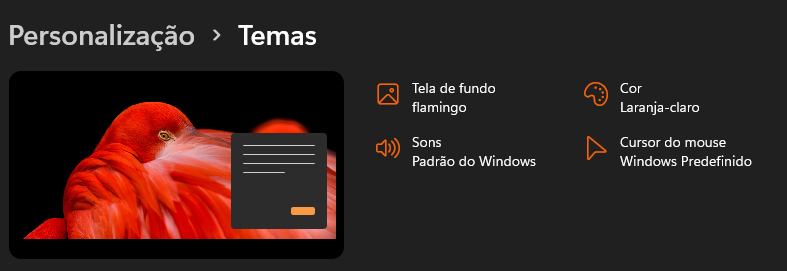 Personalização > Temas
Tela de fundo
flamingo
Cor
Laranja-claro
Sons
Padrão do Windows
Cursor do mouse
Windows Predefinido